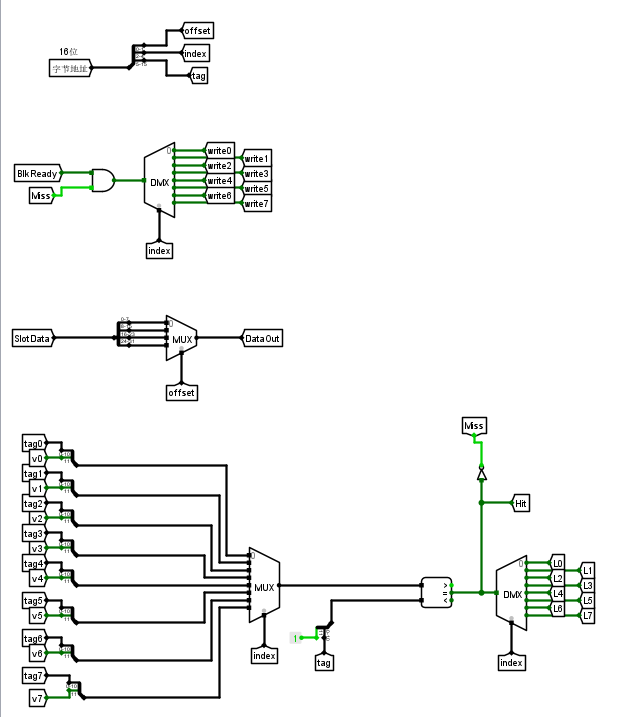 offset
16位
index
字节地址
tag
write0
write1
Blk Ready
write2
write3
DMX
write4
Miss
write5
write6
write7
index
0-7
Slot Data
MUX
Data Out
offset
Miss
tag0
v0
tag1
v1
tag2
Hit
v2
tag3
v3
L0
L1
tag4
L2
v4
MUX
L3
DMX
L4
tag5
L5
L6
v5
L7
tag6
1
v6
index
tag
index
tag7
v7